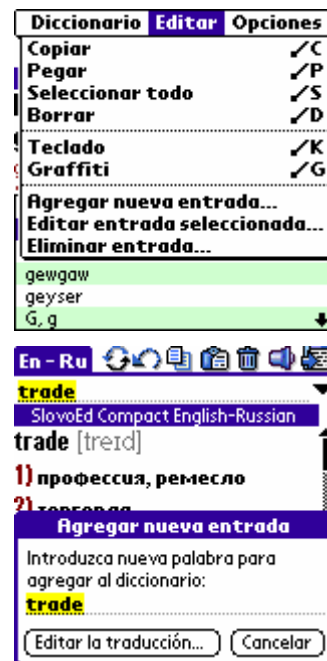 Diccionario Editar Opciones
Copiar /C
Pegar /P
Seleccionar todo /S
Borrar /D
Teclado /K
Graffiti /G
Agregar nueva entrada...
Editar entrada seleccionada...
Eliminar entrada...
gewgaw
geyser
G, g
En - Ru
trade
SlovoEd Compact English-Russian
trade [treɪd]
1) профессия, ремесло
2) торговля
Agregar nueva entrada
Introduzca nueva palabra para
agregar al diccionario:
trade
Editar la traducción... Cancelar